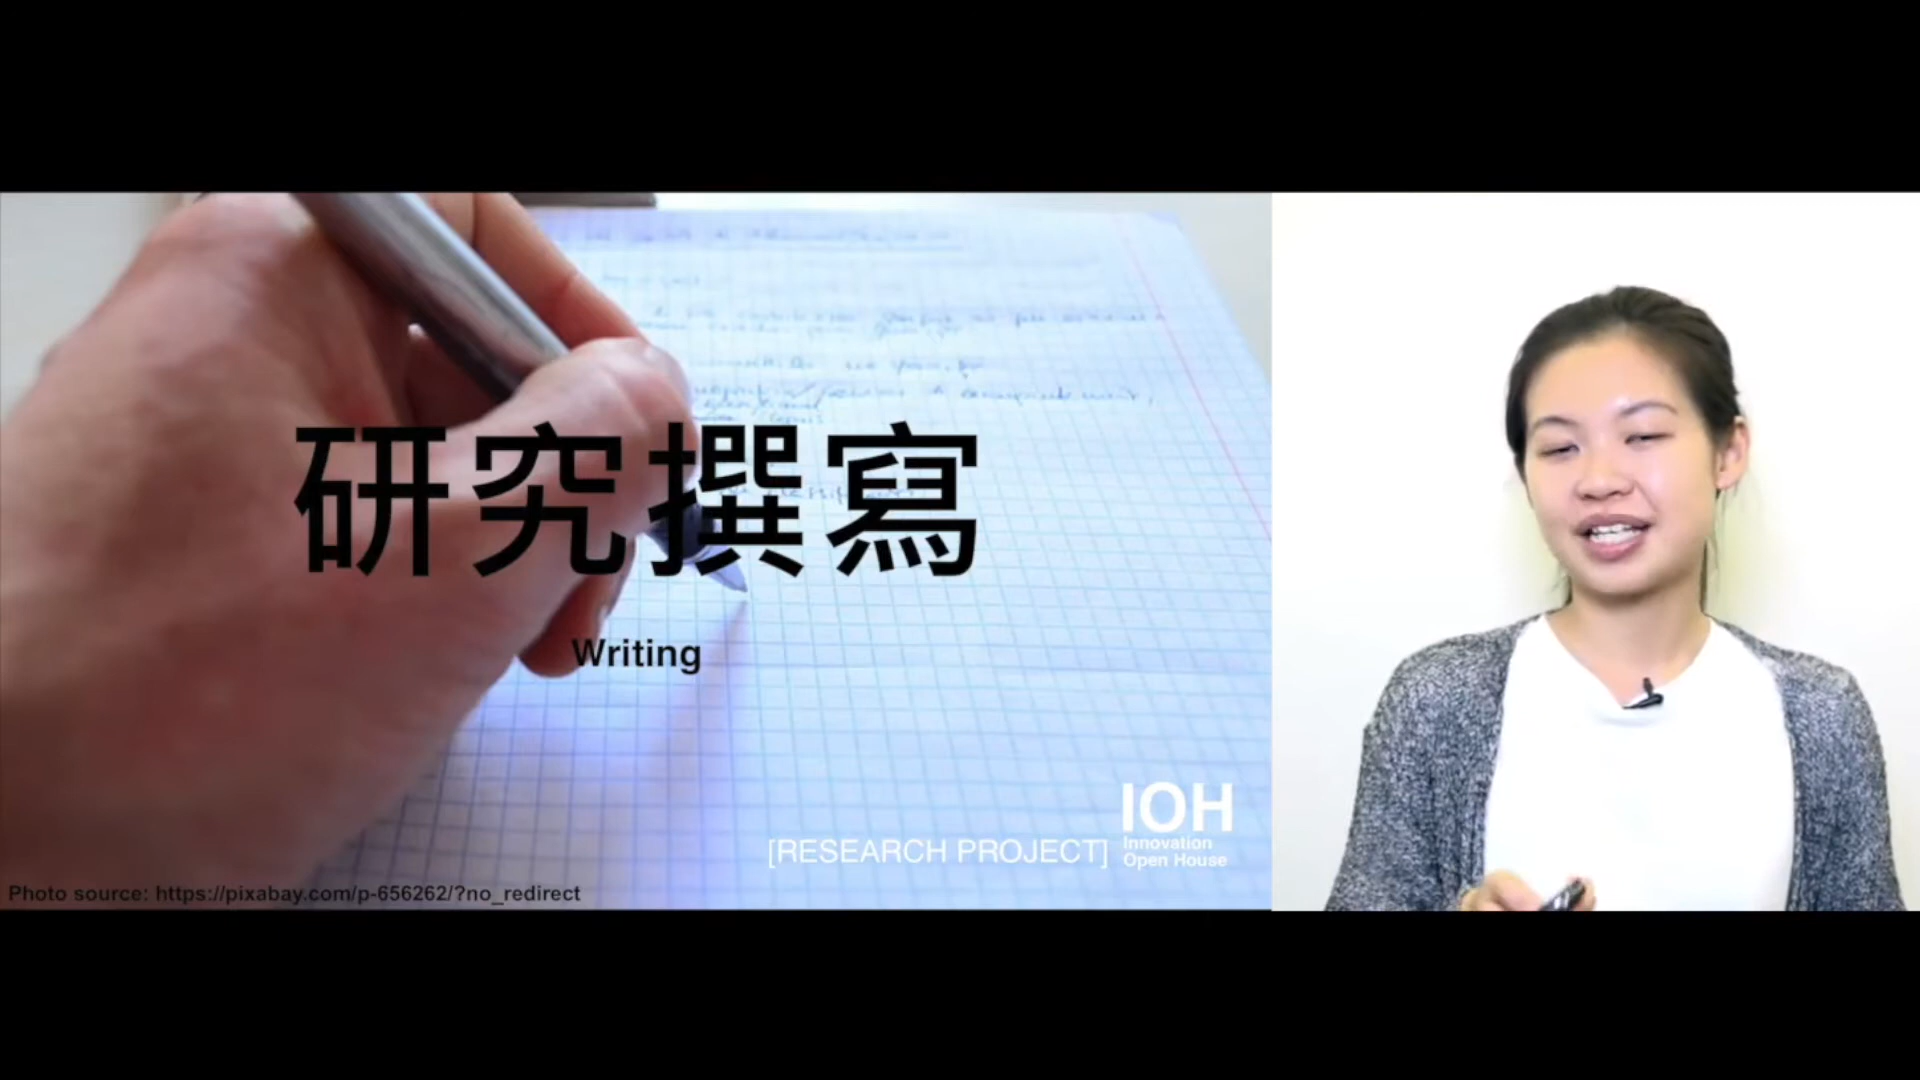 研究撰寫
Writing
IOH
Innovation
Open House
[RESEARCH PROJECT]
Photo source: https://pixabay.com/p-656262/?no_redirect